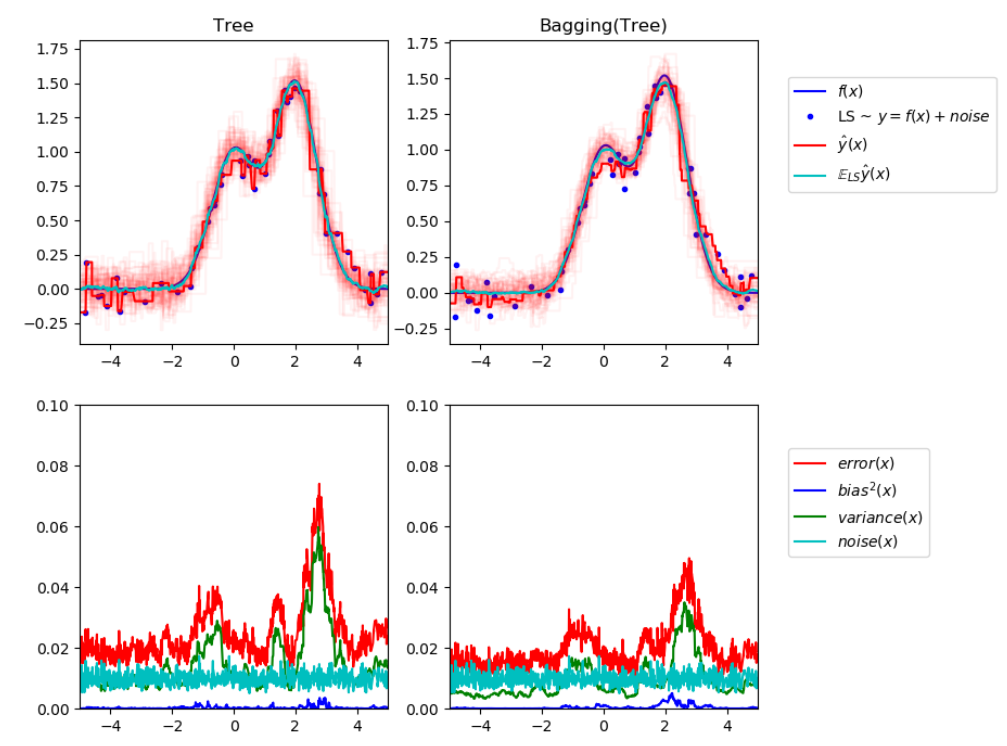 Tree
Bagging(Tree)
1.75
1.50
1.25
1.00
0.75
0.50
0.25
0.00
−0.25
−4 −2 0 2 4
1.75
1.50
1.25
1.00
0.75
0.50
0.25
0.00
−0.25
−4 −2 0 2 4
f(x)
LS ~ y = f(x) + noise
ŷ(x)
𝔼_{LS} ŷ(x)
0.10
0.08
0.06
0.04
0.02
0.00
−4 −2 0 2 4
0.10
0.08
0.06
0.04
0.02
0.00
−4 −2 0 2 4
error(x)
bias²(x)
variance(x)
noise(x)